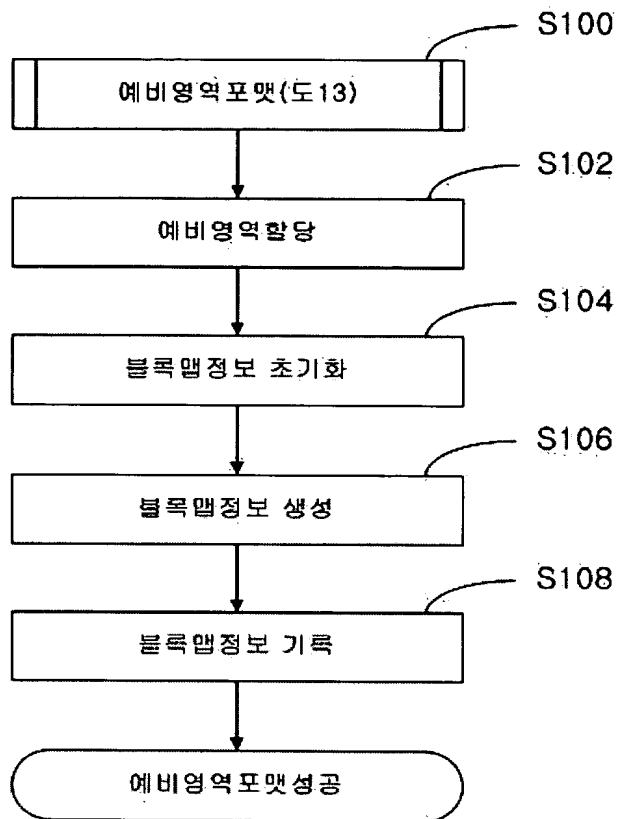 S100
예비영역포맷(도13)
S102
예비영역할당
S104
블록맵정보 초기화
S106
블록맵정보 생성
S108
블록맵정보 기록
예비영역포맷성공